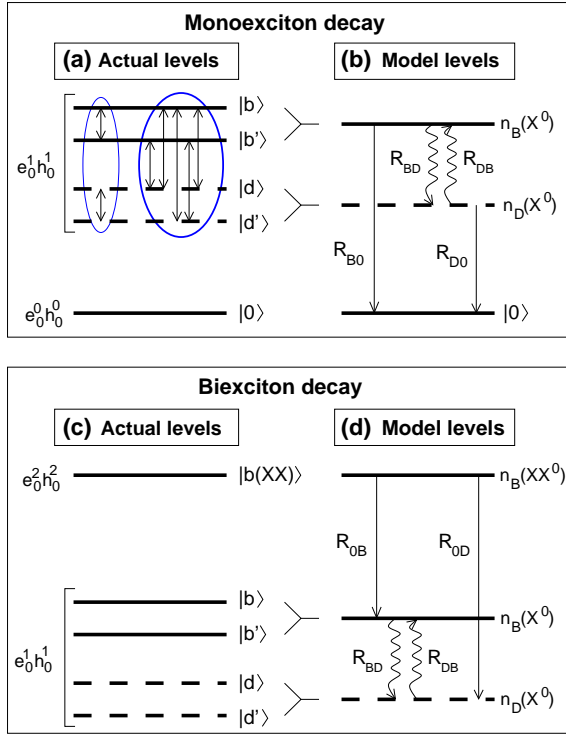 Monoexciton decay
(a) Actual levels
(b) Model levels
|b⟩
|b'⟩
|d⟩
|d'⟩
e₀¹h₀¹
e₀⁰h₀⁰
|0⟩
n_B(X⁰)
R_BD
R_DB
n_D(X⁰)
R_B0
R_D0
|0⟩
Biexciton decay
(c) Actual levels
(d) Model levels
e₀²h₀²
|b(XX)⟩
n_B(XX⁰)
R_0B
R_0D
|b⟩
|b'⟩
e₀¹h₀¹
|d⟩
|d'⟩
n_B(X⁰)
R_BD
R_DB
n_D(X⁰)